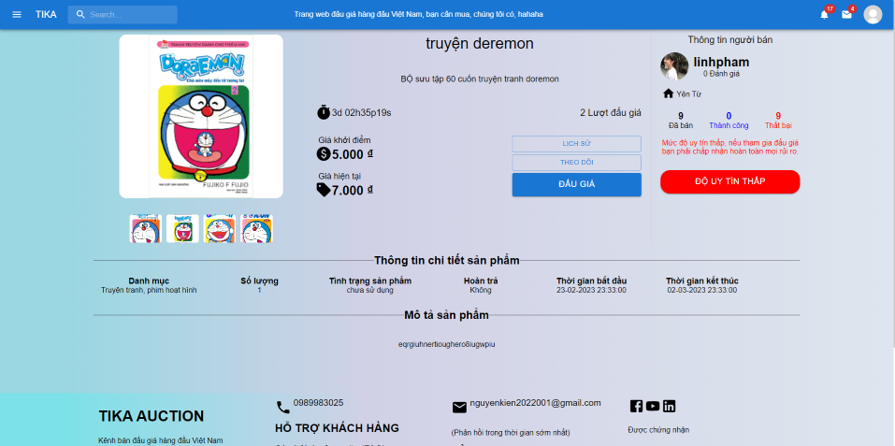 TIKA
Search...
Trang web đấu giá hàng đầu Việt Nam, bạn cần mua, chúng tôi có, hahaha
17
4
DORAEMON
FUJIKO F FUJIO
truyện deremon
BỘ sưu tập 60 cuốn truyện tranh doremon
3d 02h35p19s
2 Lượt đấu giá
Giá khởi điểm
5.000 ₫
Giá hiện tại
7.000 ₫
LỊCH SỬ
THEO DÕI
ĐẤU GIÁ
Thông tin người bán
linhpham
0 Đánh giá
Yên Từ
9 0 9
Đã bán Thành công Thất bại
Mức độ uy tín thấp, nếu tham gia đấu giá
bạn phải chấp nhận hoàn toàn mọi rủi ro.
ĐỘ UY TÍN THẤP
Thông tin chi tiết sản phẩm
Danh mục Số lượng Tình trạng sản phẩm Hoàn trả Thời gian bắt đầu Thời gian kết thúc
Truyện tranh, phim hoạt hình 1 chưa sử dụng Không 23-02-2023 23:33:00 02-03-2023 23:33:00
Mô tả sản phẩm
eqrgiuhnertiougheroßiugwpiu
TIKA AUCTION
Kênh bán đấu giá hàng đầu Việt Nam
0989983025
HỖ TRỢ KHÁCH HÀNG
nguyenkien2022001@gmail.com
(Phản hồi trong thời gian sớm nhất)
Được chứng nhận